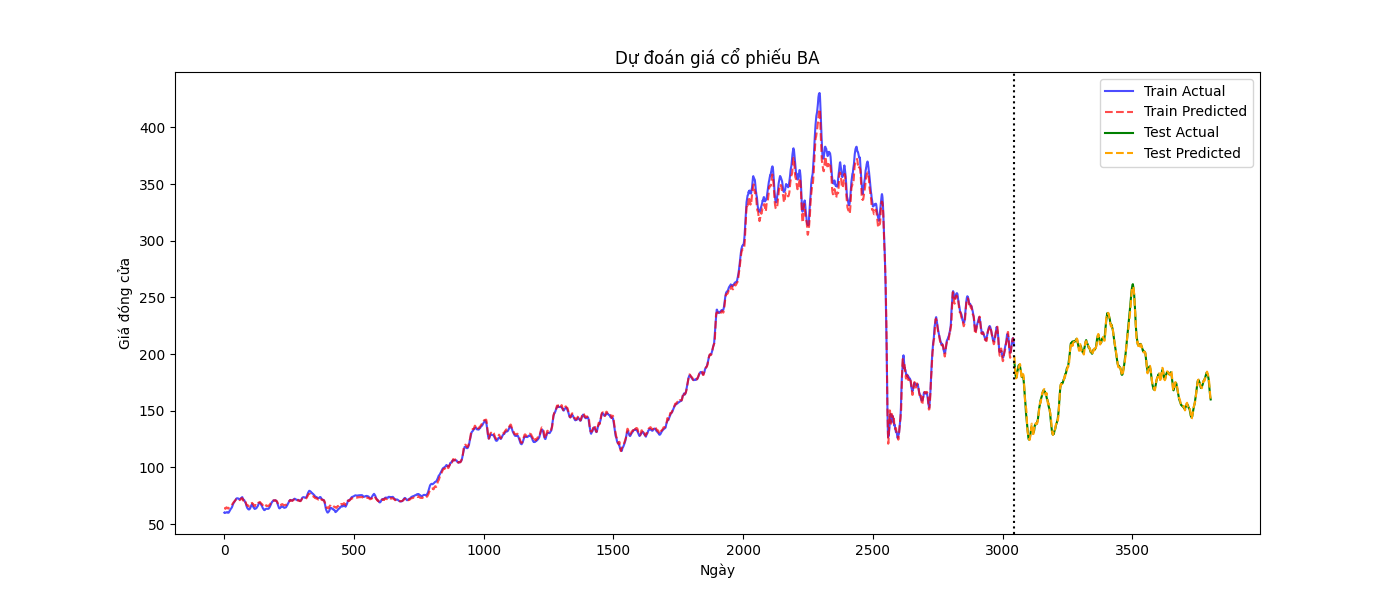 Dự đoán giá cổ phiếu BA
Train Actual
Train Predicted
Test Actual
Test Predicted
Giá đóng cửa
400
350
300
250
200
150
100
50
0
500
1000
1500
2000
2500
3000
3500
Ngày